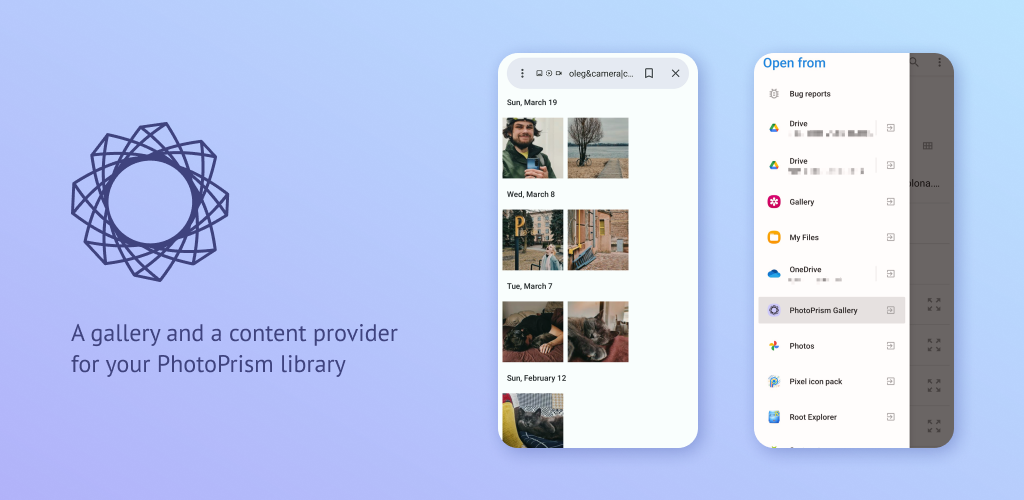 A gallery and a content provider
for your PhotoPrism library
oleg&camera|c...
Sun, March 19
Wed, March 8
P
Tue, March 7
Sun, February 12
Open from
Bug reports
Drive
Drive
Gallery
My Files
OneDrive
PhotoPrism Gallery
Photos
Pixel icon pack
Root Explorer
lona....